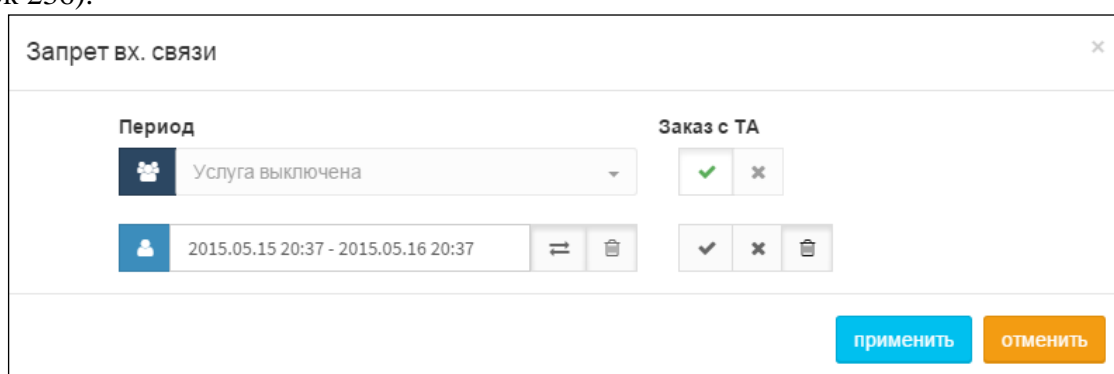 к 258).
Запрет вх. связи
×
Период Заказ с ТА
Услуга выключена
2015.05.15 20:37 - 2015.05.16 20:37
применить отменить